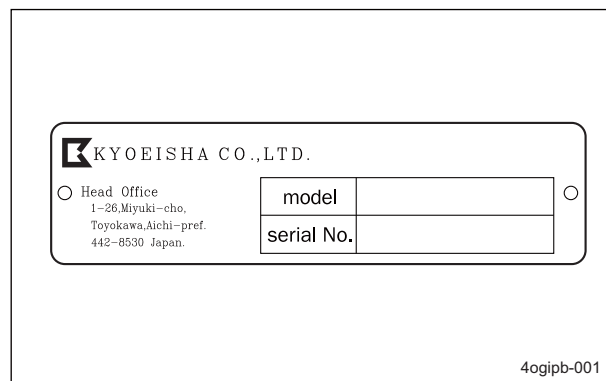 KYOEISHA CO.,LTD.
Head Office
1-26,Miyuki-cho,
Toyokawa,Aichi-pref.
442-8530 Japan.
model
serial No.
4ogipb-001